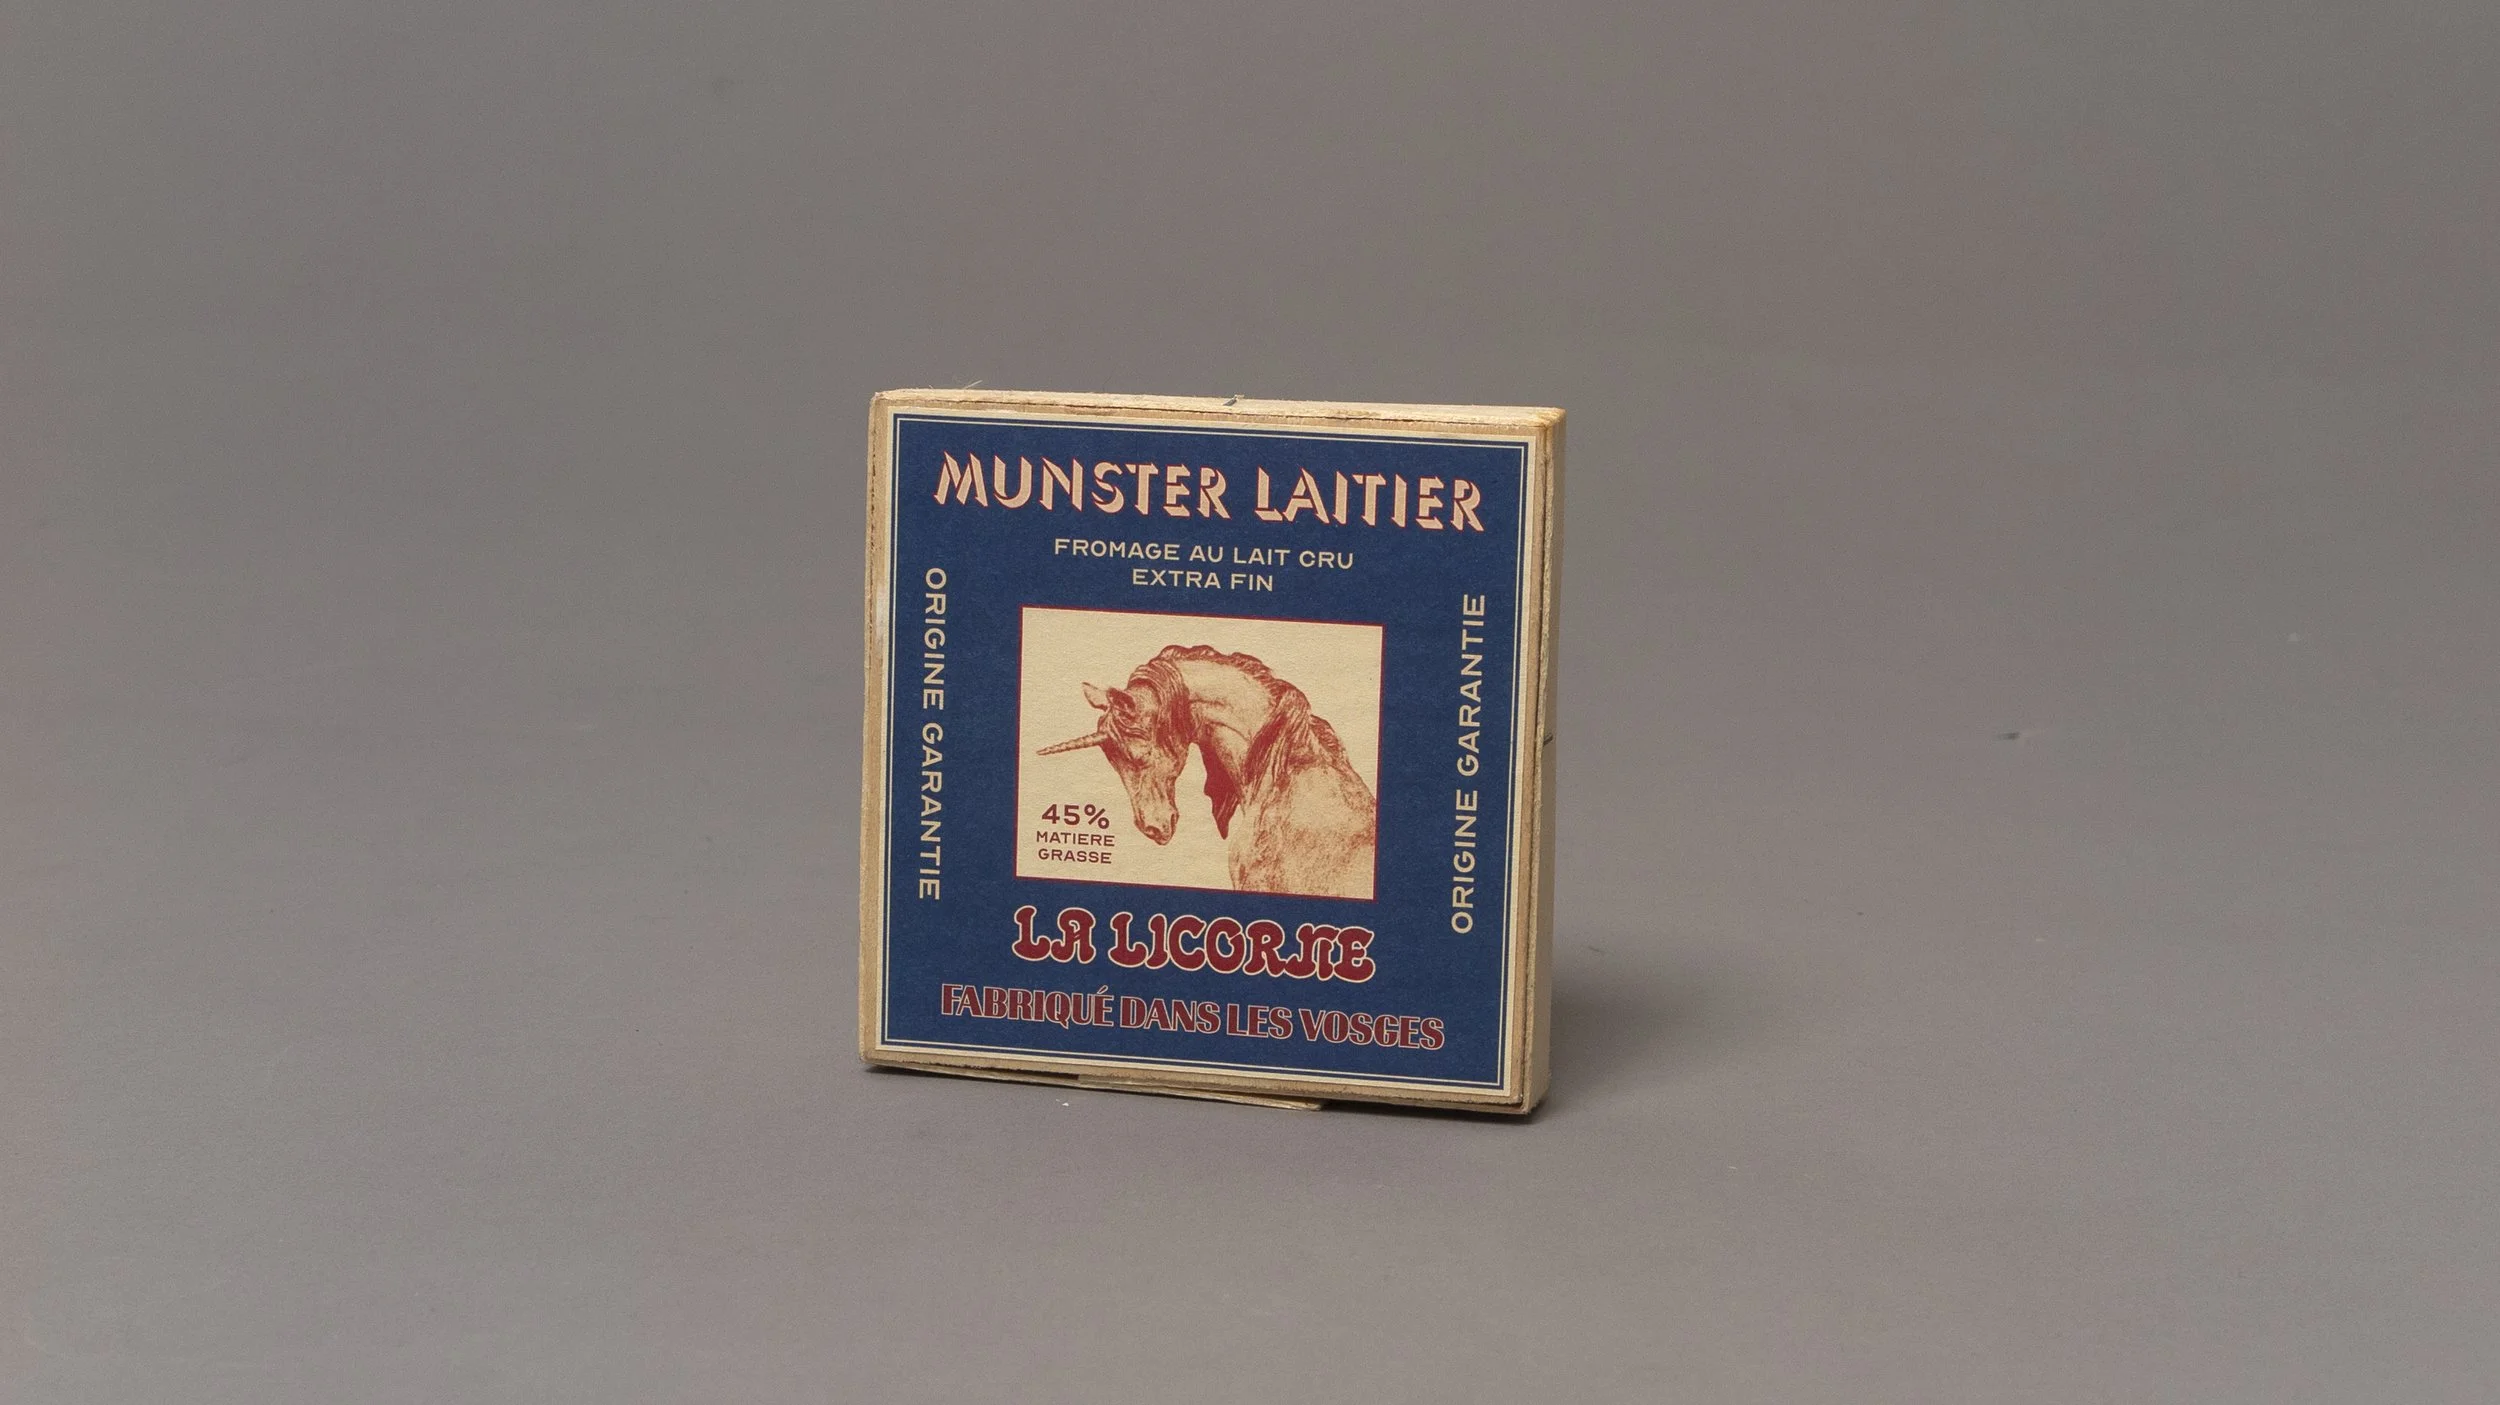 MUNSTER LAITIER
FROMAGE AU LAIT CRU
EXTRA FIN
ORIGINE GARANTIE
ORIGINE GARANTIE
45%
MATIERE
GRASSE
LA LICORNE
FABRIQUÉ DANS LES VOSGES